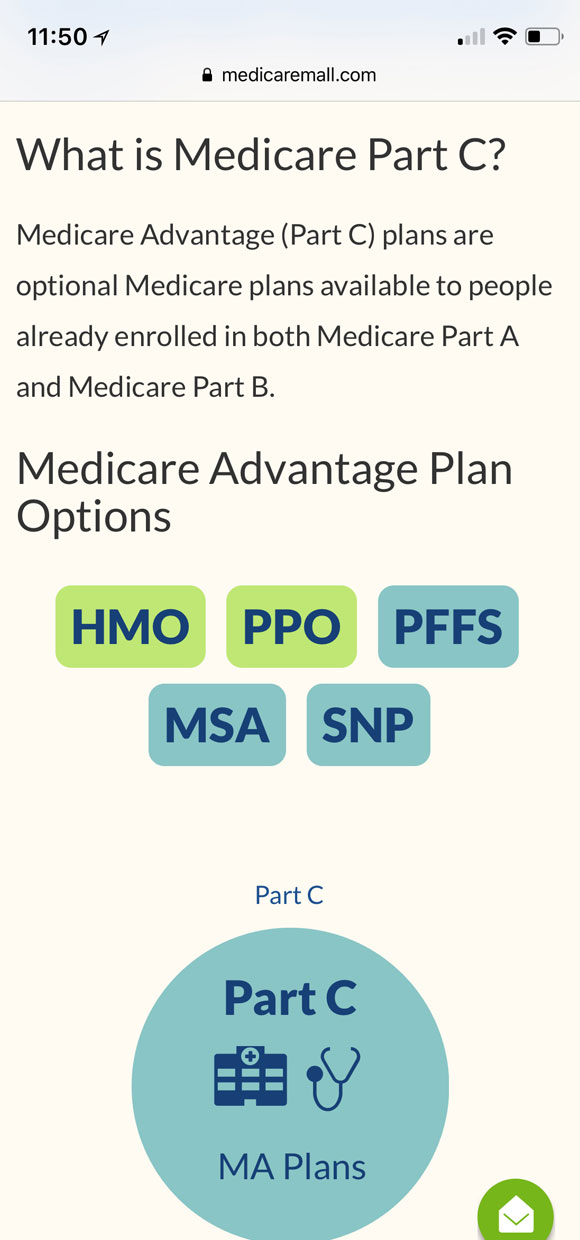 11:50
medicaremall.com
What is Medicare Part C?
Medicare Advantage (Part C) plans are
optional Medicare plans available to people
already enrolled in both Medicare Part A
and Medicare Part B.
Medicare Advantage Plan
Options
HMO PPO PFFS
MSA SNP
Part C
Part C
MA Plans